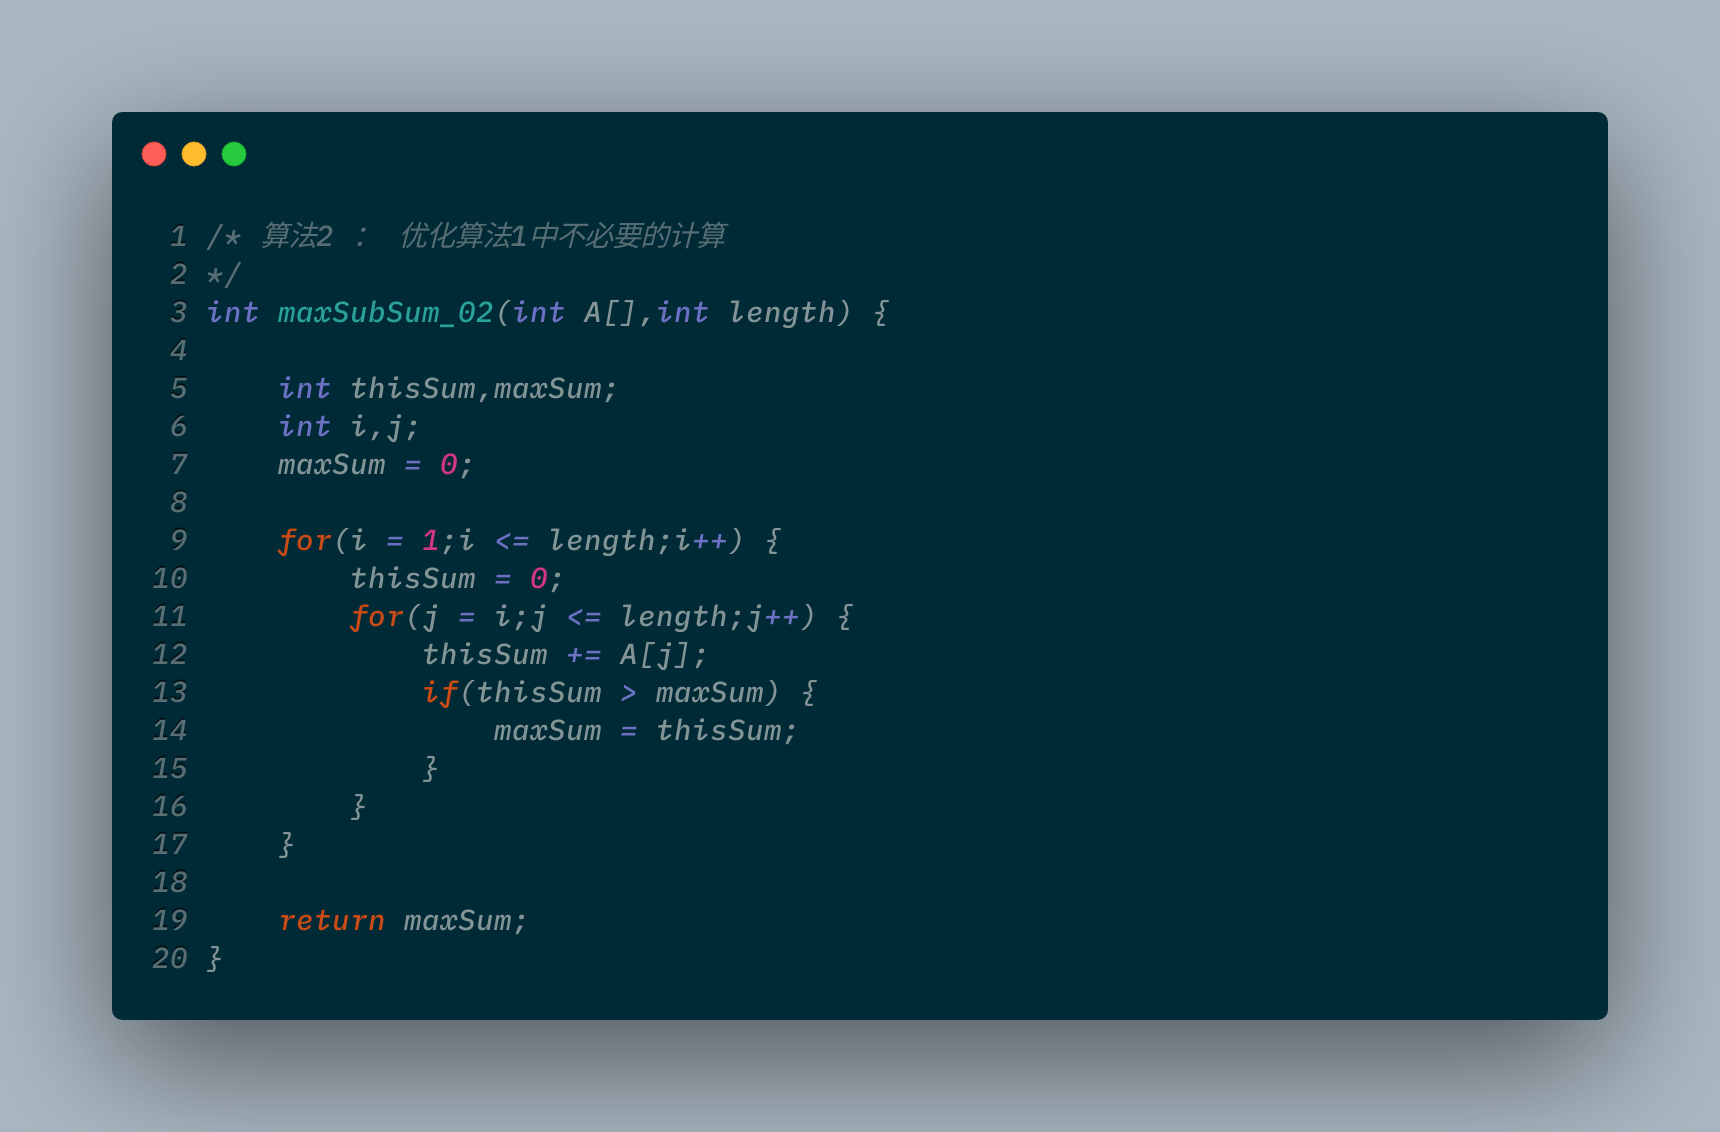 1 /* 算法2 ： 优化算法1中不必要的计算
2 */
3 int maxSubSum_02(int A[],int length) {
4
5     int thisSum,maxSum;
6     int i,j;
7     maxSum = 0;
8
9     for(i = 1;i <= length;i++) {
10         thisSum = 0;
11         for(j = i;j <= length;j++) {
12             thisSum += A[j];
13             if(thisSum > maxSum) {
14                 maxSum = thisSum;
15             }
16         }
17     }
18
19     return maxSum;
20 }